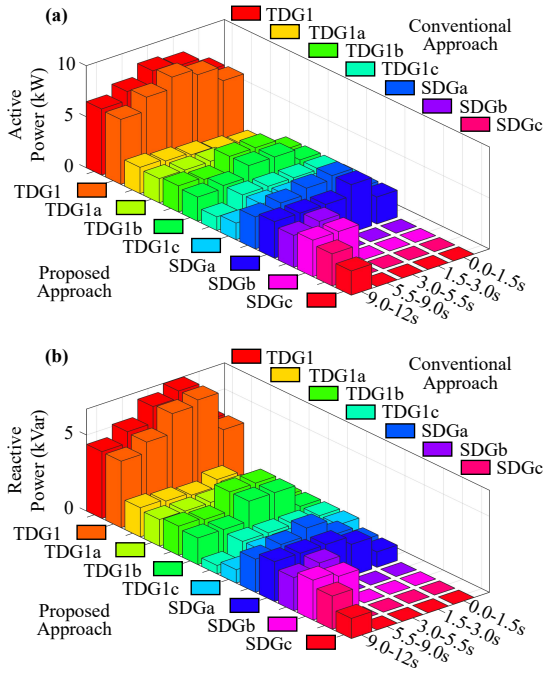 (a)
TDG1
TDG1a
TDG1b
TDG1c
SDGa
SDGb
SDGc
Conventional
Approach
10
5
0
Active
Power (kW)
TDG1
TDG1a
TDG1b
TDG1c
SDGa
SDGb
SDGc
Proposed
Approach
0.0-1.5s
1.5-3.0s
3.0-5.5s
5.5-9.0s
9.0-12s
(b)
TDG1
TDG1a
TDG1b
TDG1c
SDGa
SDGb
SDGc
Conventional
Approach
5
0
Reactive
Power (kVar)
TDG1
TDG1a
TDG1b
TDG1c
SDGa
SDGb
SDGc
Proposed
Approach
0.0-1.5s
1.5-3.0s
3.0-5.5s
5.5-9.0s
9.0-12s